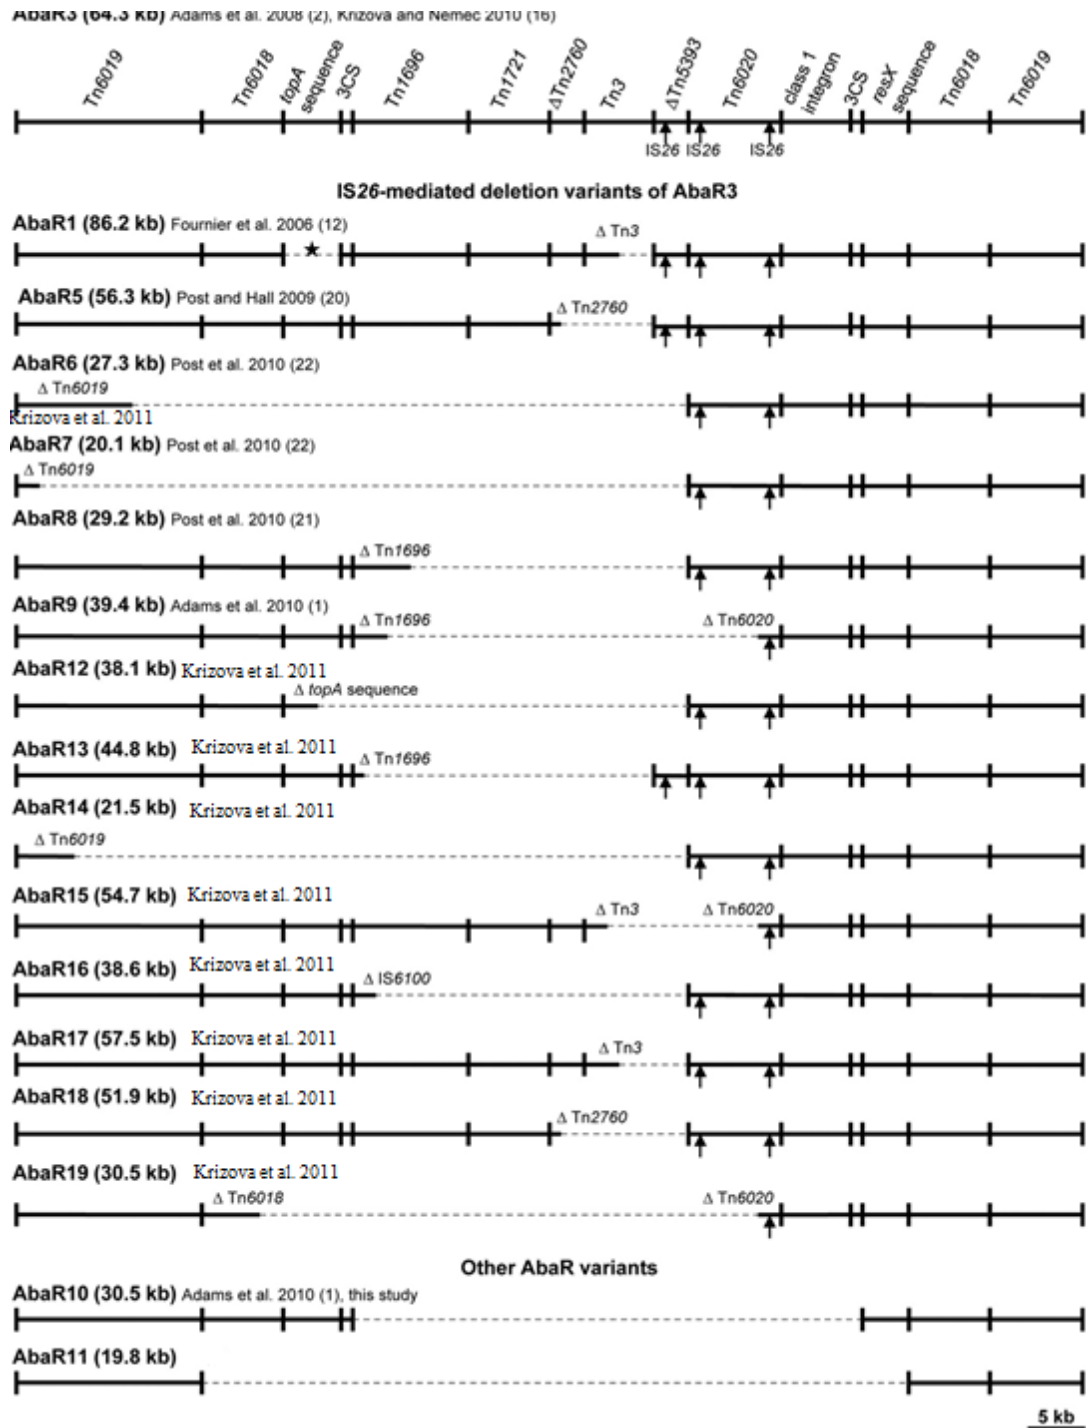 AbaR3 (64.3 kb) Adams et al. 2008 (2), Krizova and Nemec 2010 (16)
Tn6019
Tn6018
topA sequence
3CS
Tn1696
Tn1721
ΔTn2760
Tn3
ΔTn5393
Tn6020
class 1 integron
3CS
resX sequence
Tn6018
Tn6019
IS26 IS26 IS26
IS26-mediated deletion variants of AbaR3
AbaR1 (86.2 kb) Fournier et al. 2006 (12)
Δ Tn3
★
AbaR5 (56.3 kb) Post and Hall 2009 (20)
Δ Tn2760
AbaR6 (27.3 kb) Post et al. 2010 (22)
Δ Tn6019
Krizova et al. 2011
AbaR7 (20.1 kb) Post et al. 2010 (22)
Δ Tn6019
AbaR8 (29.2 kb) Post et al. 2010 (21)
Δ Tn1696
AbaR9 (39.4 kb) Adams et al. 2010 (1)
Δ Tn1696 Δ Tn6020
AbaR12 (38.1 kb) Krizova et al. 2011
Δ topA sequence
AbaR13 (44.8 kb) Krizova et al. 2011
Δ Tn1696
AbaR14 (21.5 kb) Krizova et al. 2011
Δ Tn6019
AbaR15 (54.7 kb) Krizova et al. 2011
Δ Tn3 Δ Tn6020
AbaR16 (38.6 kb) Krizova et al. 2011
Δ IS6100
AbaR17 (57.5 kb) Krizova et al. 2011
Δ Tn3
AbaR18 (51.9 kb) Krizova et al. 2011
Δ Tn2760
AbaR19 (30.5 kb) Krizova et al. 2011
Δ Tn6018 Δ Tn6020
Other AbaR variants
AbaR10 (30.5 kb) Adams et al. 2010 (1), this study
AbaR11 (19.8 kb)
5 kb